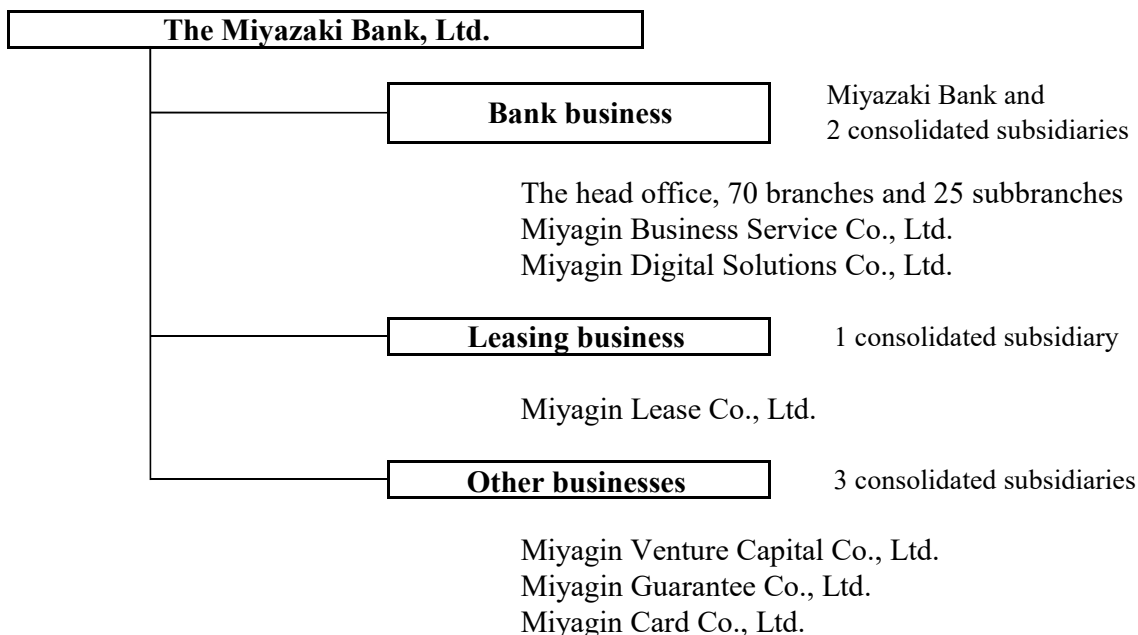 The Miyazaki Bank, Ltd.
Bank business
Miyazaki Bank and
2 consolidated subsidiaries
The head office, 70 branches and 25 subbranches
Miyagin Business Service Co., Ltd.
Miyagin Digital Solutions Co., Ltd.
Leasing business
1 consolidated subsidiary
Miyagin Lease Co., Ltd.
Other businesses
3 consolidated subsidiaries
Miyagin Venture Capital Co., Ltd.
Miyagin Guarantee Co., Ltd.
Miyagin Card Co., Ltd.